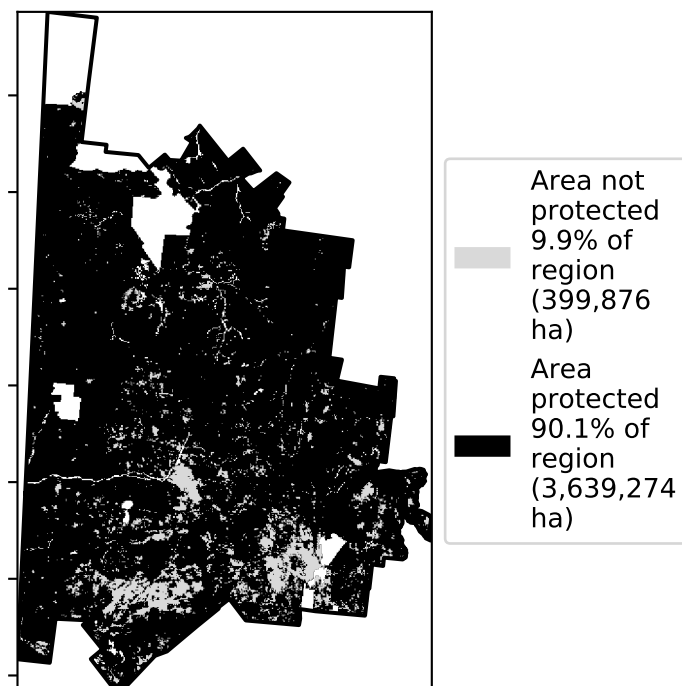 Area not
protected
9.9% of
region
(399,876
ha)
Area
protected
90.1% of
region
(3,639,274
ha)